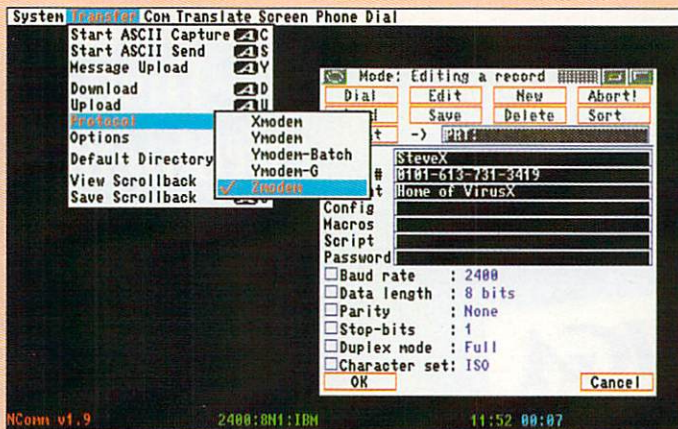 System Transfer Com Translate Screen Phone Dial
Start ASCII Capture A C
Start ASCII Send A S
Message Upload A Y
Download A D
Upload A U
Protocol
Options
Default Directory
View Scrollback
Save Scrollback
Xmodem
Ymodem
Ymodem-Batch
Ymodem-G
✓ Zmodem
Mode: Editing a record
Dial Edit New Abort!
Save Delete Sort
-> PRT:
SteveX
# 0101-613-731-3419
Home of VirusX
Config
Macros
Script
Password
Baud rate : 2400
Data length : 8 bits
Parity : None
Stop-bits : 1
Duplex mode : Full
Character set: ISO
OK Cancel
NComm v1.9 2400:8N1:IBM 11:52 00:07